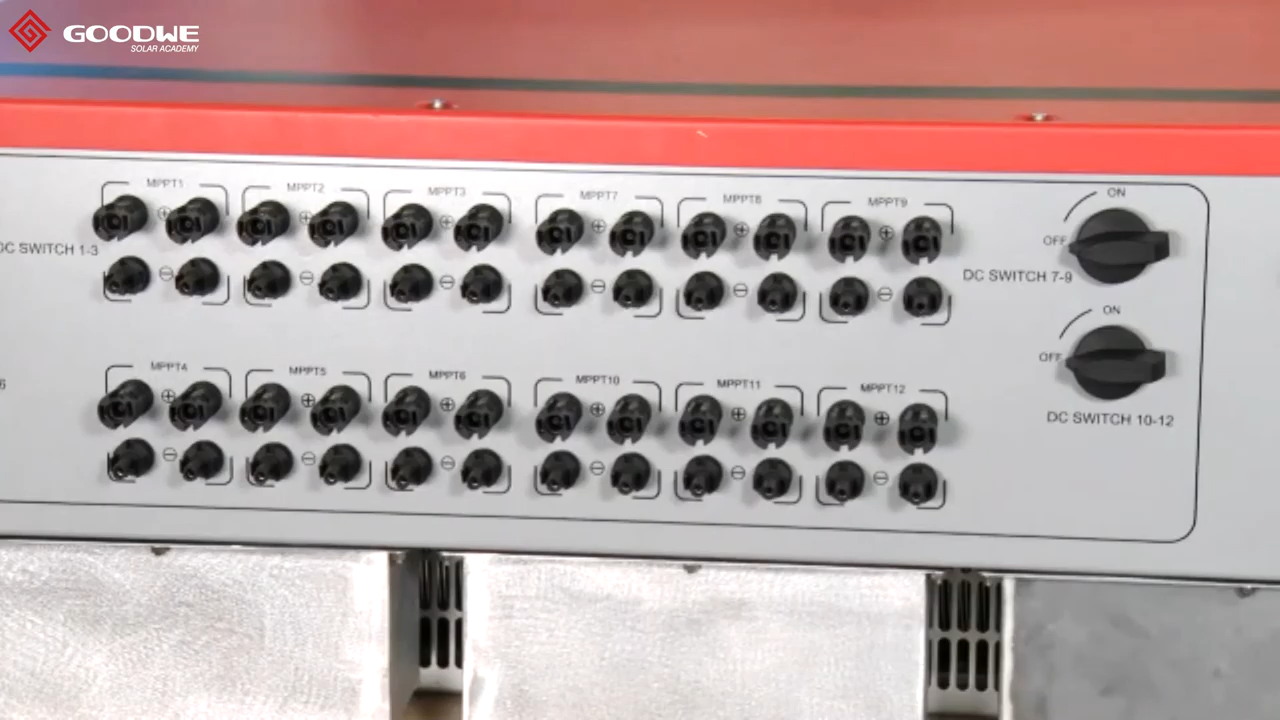 GOODWE
SOLAR ACADEMY
MPPT1 MPPT2 MPPT3 MPPT7 MPPT8 MPPT9 ON
OFF
DC SWITCH 1-3
DC SWITCH 7-9
ON
OFF
MPPT4 MPPT5 MPPT6 MPPT10 MPPT11 MPPT12
6
DC SWITCH 10-12